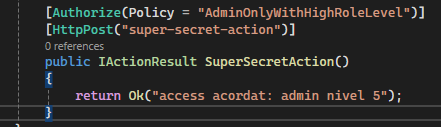 [Authorize(Policy = "AdminOnlyWithHighRoleLevel")]
[HttpPost("super-secret-action")]
0 references
public IActionResult SuperSecretAction()
{
return Ok("access acordat: admin nivel 5");
}